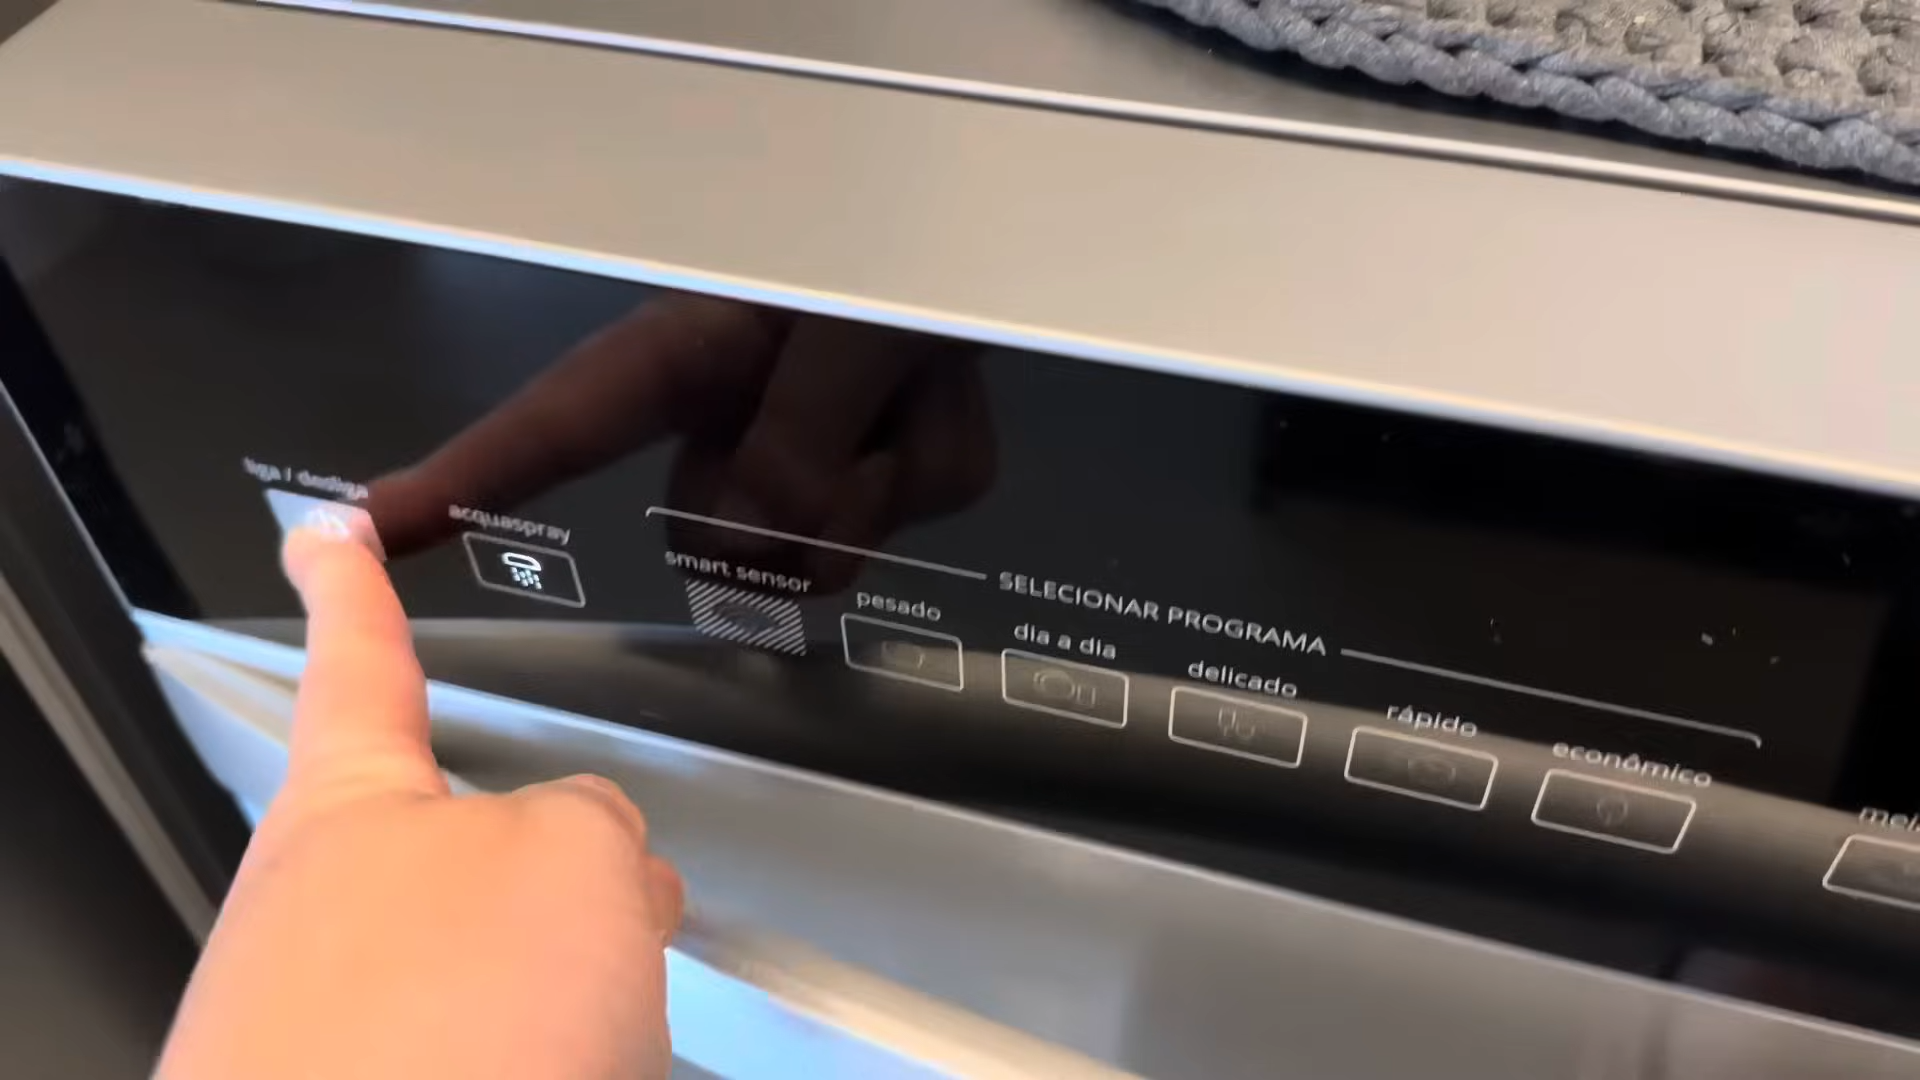 liga / desliga
acquaspray
SELECIONAR PROGRAMA
smart sensor
pesado
dia a dia
delicado
rápido
econômico